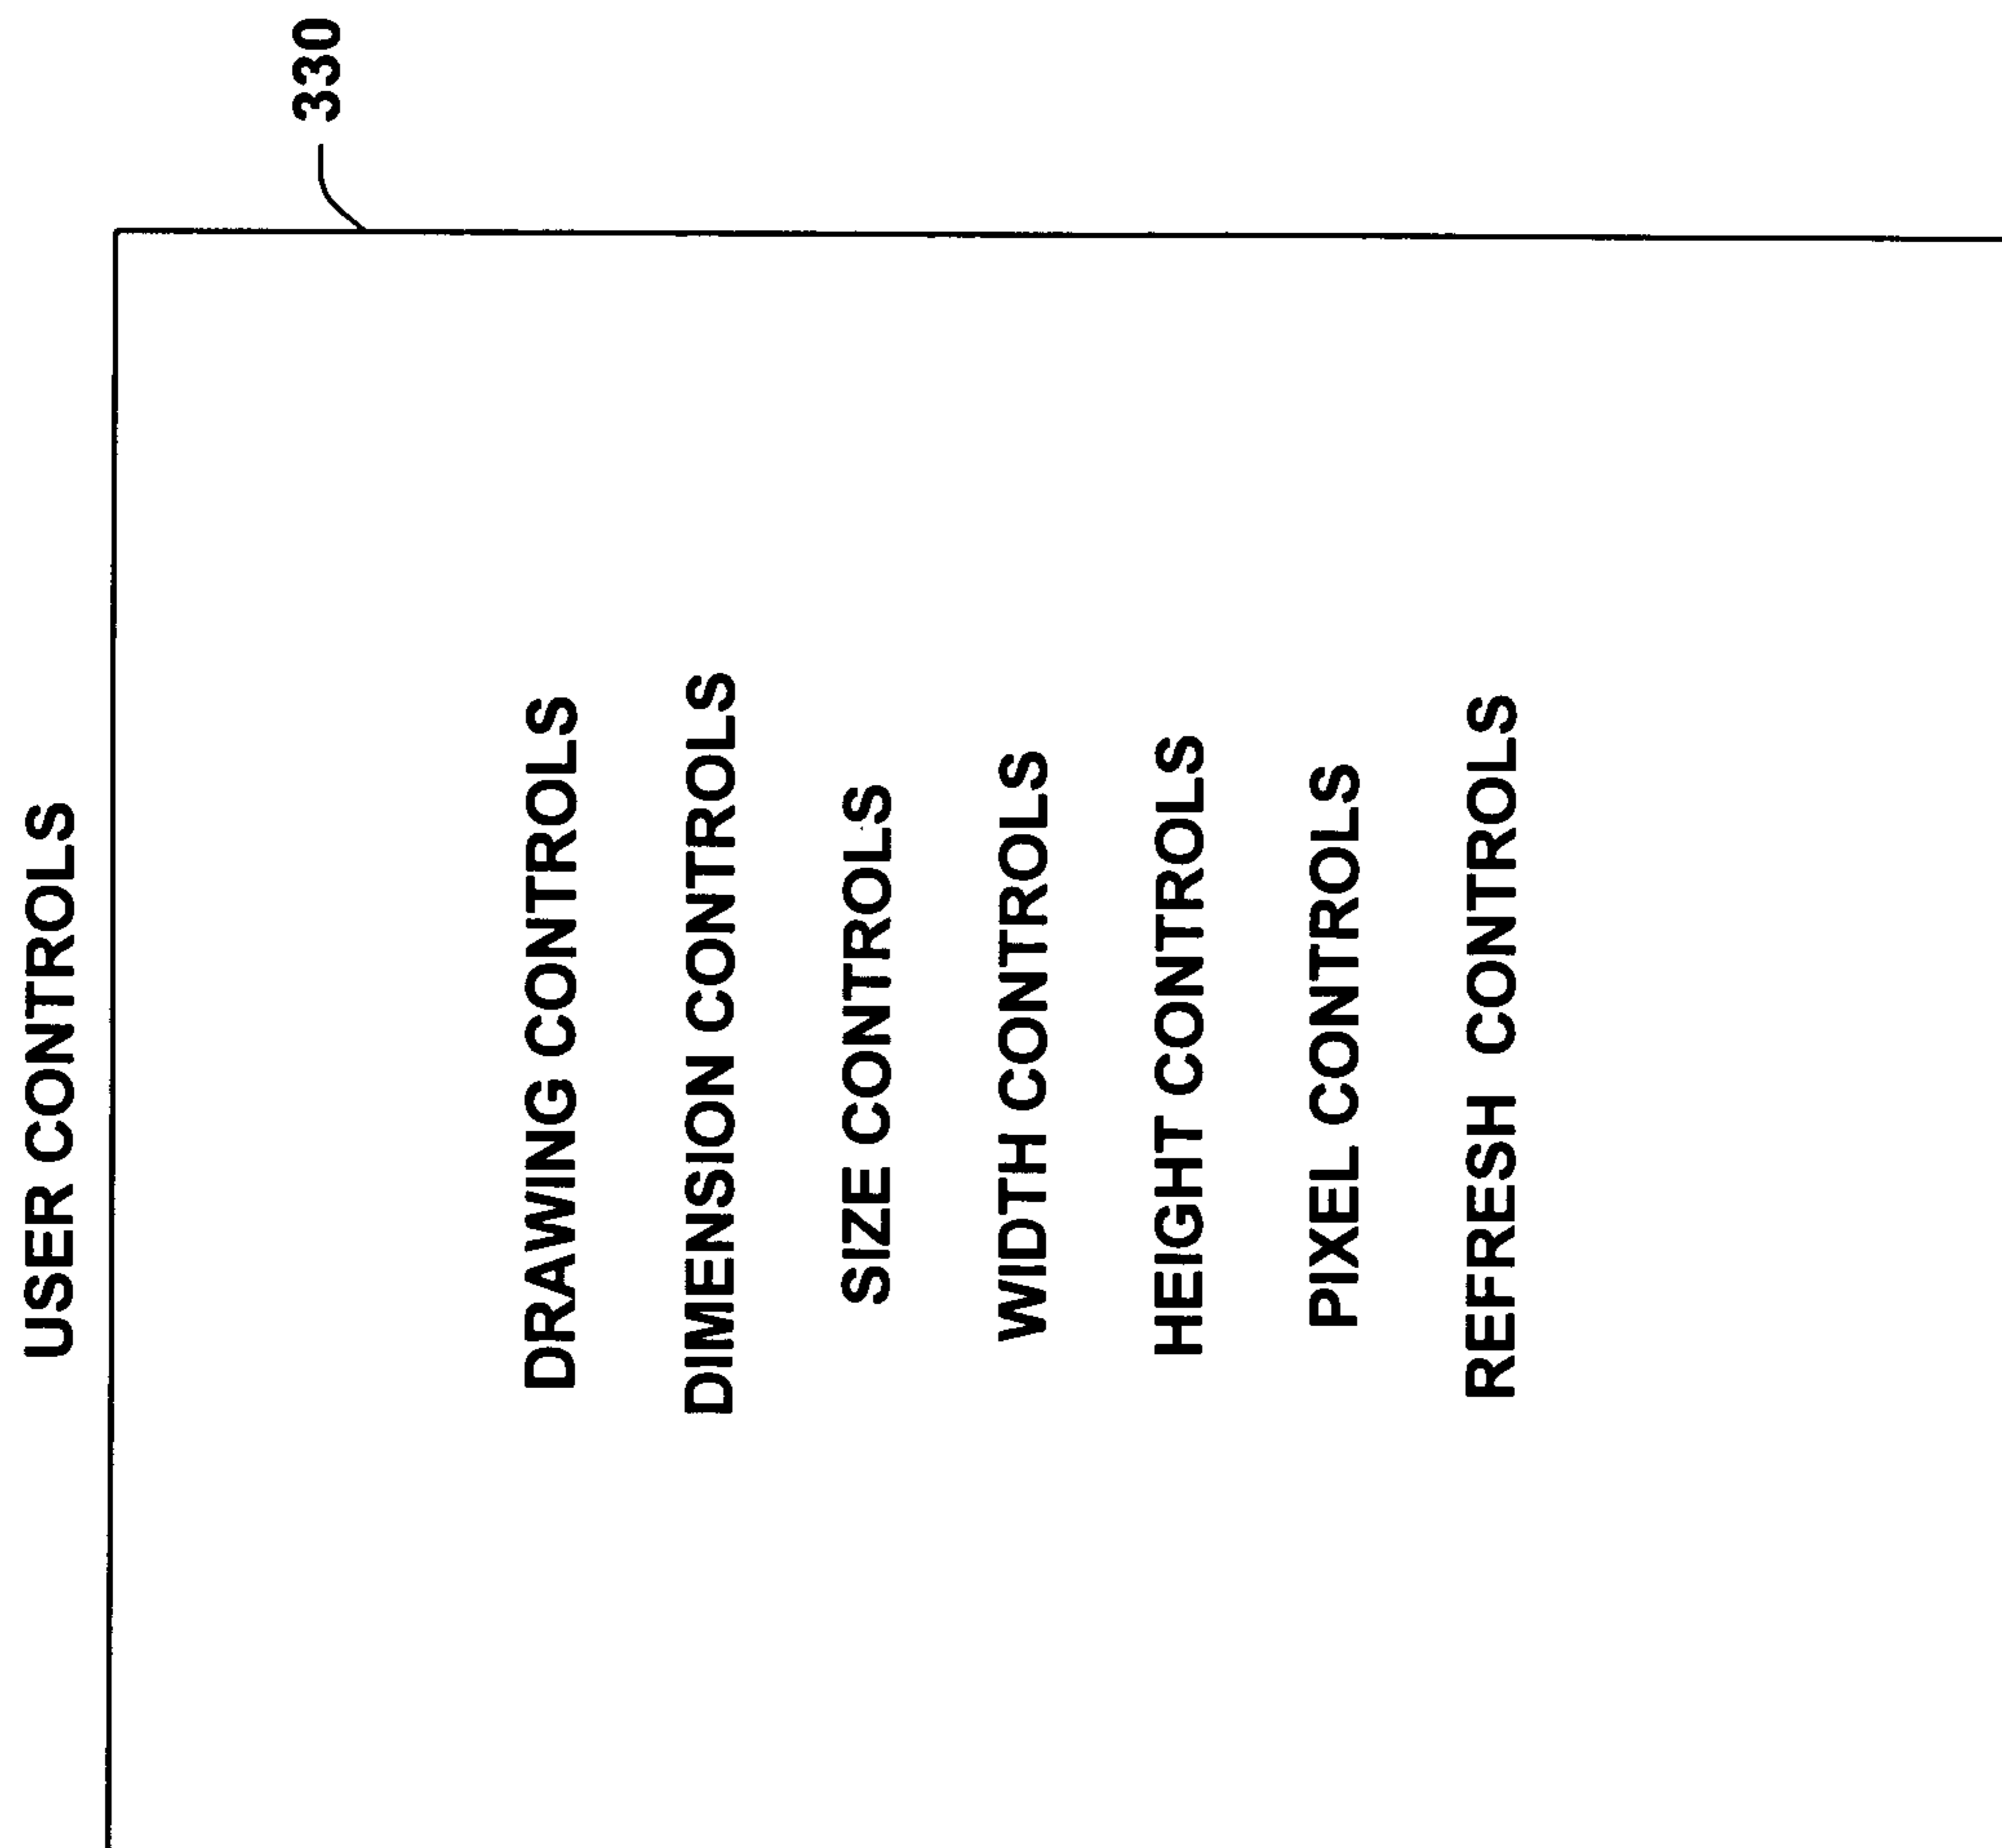 USER CONTROLS
330
DRAWING CONTROLS
DIMENSION CONTROLS
SIZE CONTROLS
WIDTH CONTROLS
HEIGHT CONTROLS
PIXEL CONTROLS
REFRESH CONTROLS